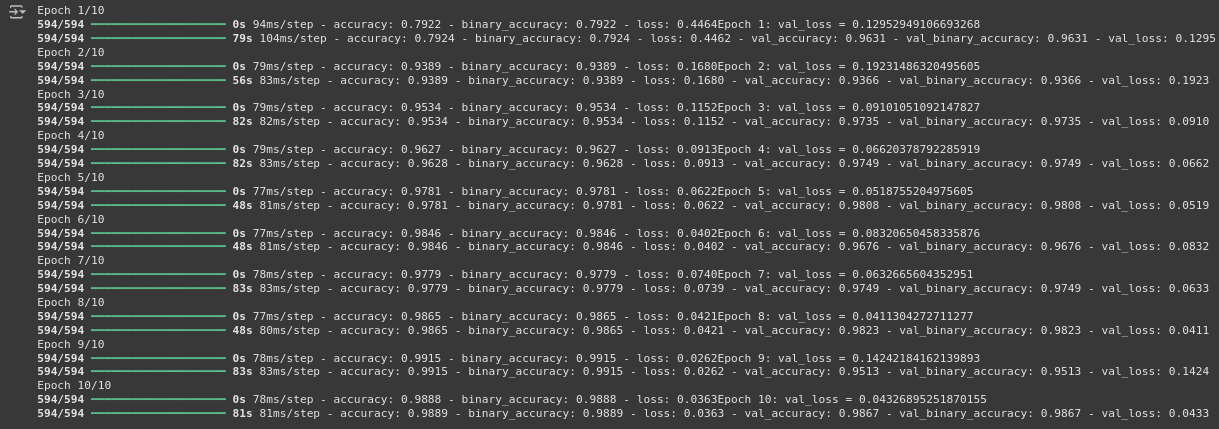 Epoch 1/10
594/594 0s 94ms/step - accuracy: 0.7922 - binary_accuracy: 0.7922 - loss: 0.4464Epoch 1: val_loss = 0.12952949106693268
594/594 79s 104ms/step - accuracy: 0.7924 - binary_accuracy: 0.7924 - loss: 0.4462 - val_accuracy: 0.9631 - val_binary_accuracy: 0.9631 - val_loss: 0.1295
Epoch 2/10
594/594 0s 79ms/step - accuracy: 0.9389 - binary_accuracy: 0.9389 - loss: 0.1680Epoch 2: val_loss = 0.19231486320495605
594/594 56s 83ms/step - accuracy: 0.9389 - binary_accuracy: 0.9389 - loss: 0.1680 - val_accuracy: 0.9366 - val_binary_accuracy: 0.9366 - val_loss: 0.1923
Epoch 3/10
594/594 0s 79ms/step - accuracy: 0.9534 - binary_accuracy: 0.9534 - loss: 0.1152Epoch 3: val_loss = 0.09101051092147827
594/594 82s 82ms/step - accuracy: 0.9534 - binary_accuracy: 0.9534 - loss: 0.1152 - val_accuracy: 0.9735 - val_binary_accuracy: 0.9735 - val_loss: 0.0910
Epoch 4/10
594/594 0s 79ms/step - accuracy: 0.9627 - binary_accuracy: 0.9627 - loss: 0.0913Epoch 4: val_loss = 0.06620378792285919
594/594 82s 83ms/step - accuracy: 0.9628 - binary_accuracy: 0.9628 - loss: 0.0913 - val_accuracy: 0.9749 - val_binary_accuracy: 0.9749 - val_loss: 0.0662
Epoch 5/10
594/594 0s 77ms/step - accuracy: 0.9781 - binary_accuracy: 0.9781 - loss: 0.0622Epoch 5: val_loss = 0.0518755204975605
594/594 48s 81ms/step - accuracy: 0.9781 - binary_accuracy: 0.9781 - loss: 0.0622 - val_accuracy: 0.9808 - val_binary_accuracy: 0.9808 - val_loss: 0.0519
Epoch 6/10
594/594 0s 77ms/step - accuracy: 0.9846 - binary_accuracy: 0.9846 - loss: 0.0402Epoch 6: val_loss = 0.08320650458335876
594/594 48s 81ms/step - accuracy: 0.9846 - binary_accuracy: 0.9846 - loss: 0.0402 - val_accuracy: 0.9676 - val_binary_accuracy: 0.9676 - val_loss: 0.0832
Epoch 7/10
594/594 0s 78ms/step - accuracy: 0.9779 - binary_accuracy: 0.9779 - loss: 0.0740Epoch 7: val_loss = 0.0632665604352951
594/594 83s 83ms/step - accuracy: 0.9779 - binary_accuracy: 0.9779 - loss: 0.0739 - val_accuracy: 0.9749 - val_binary_accuracy: 0.9749 - val_loss: 0.0633
Epoch 8/10
594/594 0s 77ms/step - accuracy: 0.9865 - binary_accuracy: 0.9865 - loss: 0.0421Epoch 8: val_loss = 0.0411304272711277
594/594 48s 80ms/step - accuracy: 0.9865 - binary_accuracy: 0.9865 - loss: 0.0421 - val_accuracy: 0.9823 - val_binary_accuracy: 0.9823 - val_loss: 0.0411
Epoch 9/10
594/594 0s 78ms/step - accuracy: 0.9915 - binary_accuracy: 0.9915 - loss: 0.0262Epoch 9: val_loss = 0.14242184162139893
594/594 83s 83ms/step - accuracy: 0.9915 - binary_accuracy: 0.9915 - loss: 0.0262 - val_accuracy: 0.9513 - val_binary_accuracy: 0.9513 - val_loss: 0.1424
Epoch 10/10
594/594 0s 78ms/step - accuracy: 0.9888 - binary_accuracy: 0.9888 - loss: 0.0363Epoch 10: val_loss = 0.04326895251870155
594/594 81s 81ms/step - accuracy: 0.9889 - binary_accuracy: 0.9889 - loss: 0.0363 - val_accuracy: 0.9867 - val_binary_accuracy: 0.9867 - val_loss: 0.0433